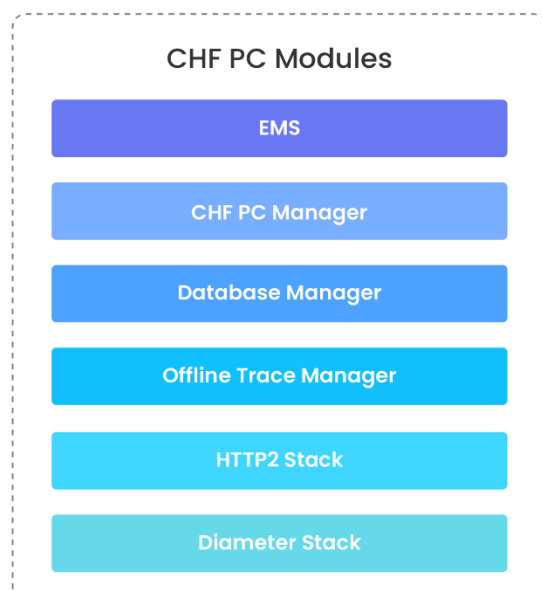 CHF PC Modules
EMS
CHF PC Manager
Database Manager
Offline Trace Manager
HTTP2 Stack
Diameter Stack